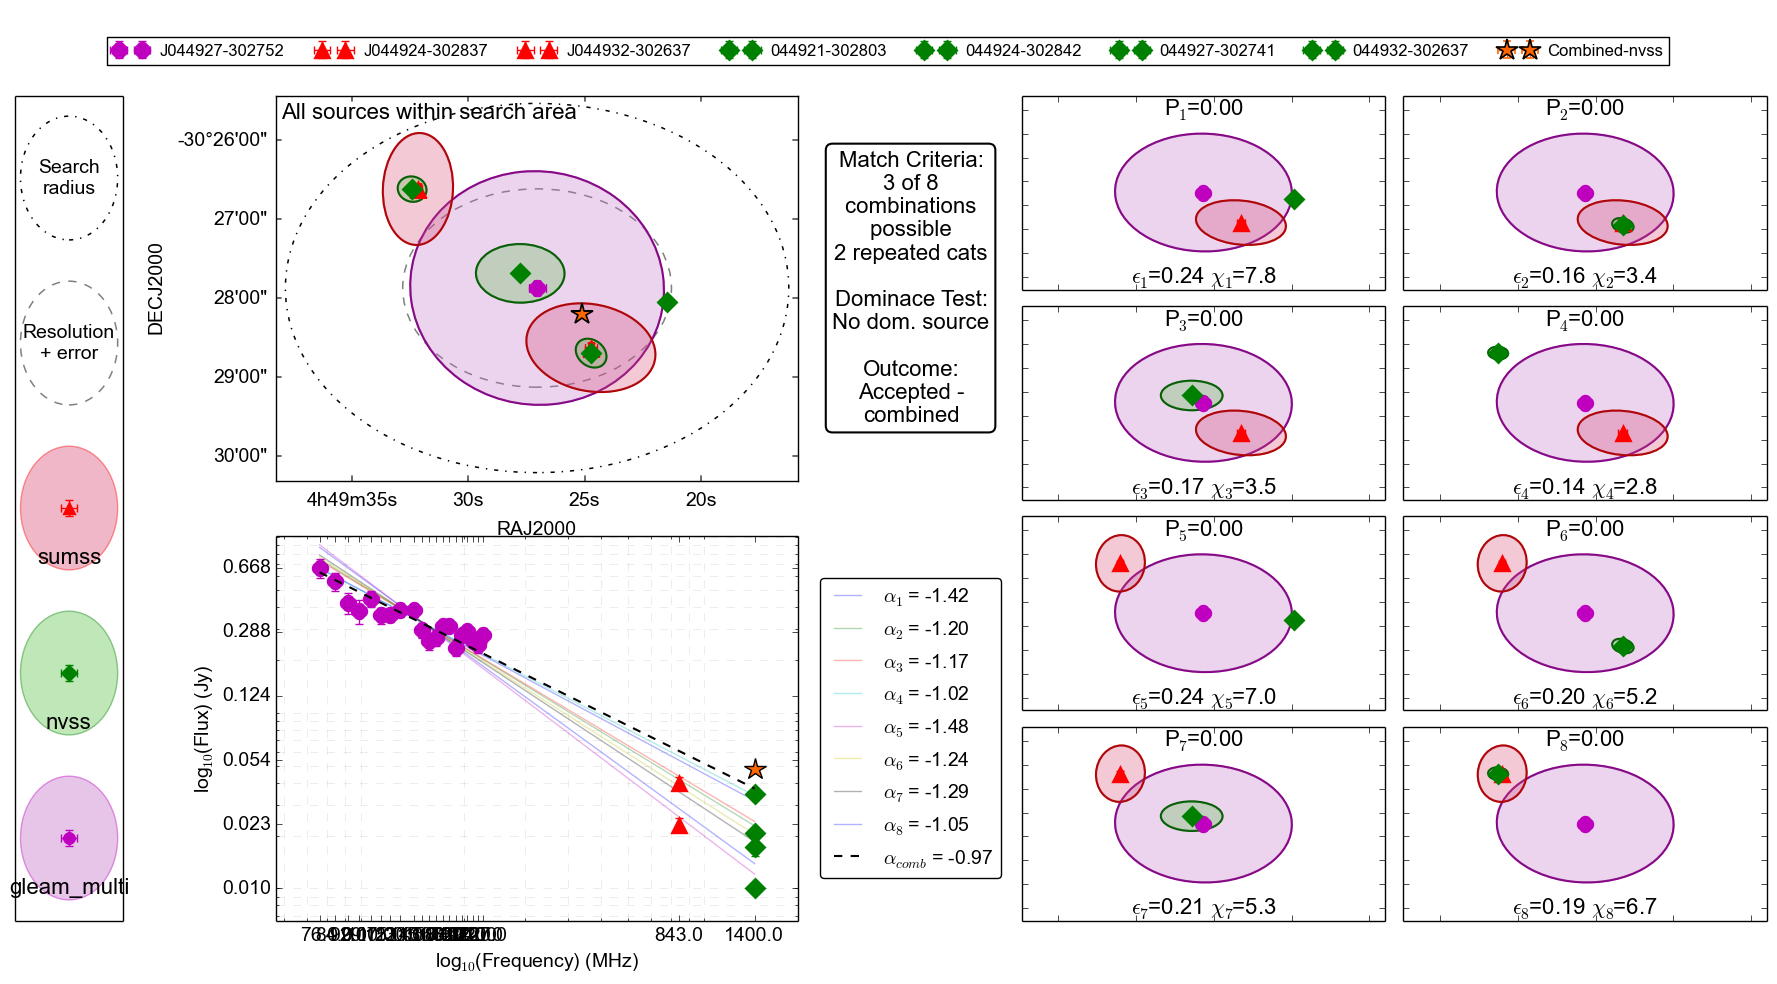 J044927-302752 J044924-302837 J044932-302637 044921-302803 044924-302842 044927-302741 044932-302637 Combined-nvss
Search
radius
Resolution
+ error
sumss
nvss
gleam_multi
All sources within search area
DECJ2000
-30°26'00"
27'00"
28'00"
29'00"
30'00"
4h49m35s 30s 25s 20s
RAJ2000
Match Criteria:
3 of 8
combinations
possible
2 repeated cats
Dominace Test:
No dom. source
Outcome:
Accepted -
combined
log10(Flux) (Jy)
0.668
0.288
0.124
0.054
0.023
0.010
843.0 1400.0
log10(Frequency) (MHz)
α1 = -1.42
α2 = -1.20
α3 = -1.17
α4 = -1.02
α5 = -1.48
α6 = -1.24
α7 = -1.29
α8 = -1.05
αcomb = -0.97
P1=0.00
ϵ1=0.24 χ1=7.8
P2=0.00
ϵ2=0.16 χ2=3.4
P3=0.00
ϵ3=0.17 χ3=3.5
P4=0.00
ϵ4=0.14 χ4=2.8
P5=0.00
ϵ5=0.24 χ5=7.0
P6=0.00
ϵ6=0.20 χ6=5.2
P7=0.00
ϵ7=0.21 χ7=5.3
P8=0.00
ϵ8=0.19 χ8=6.7